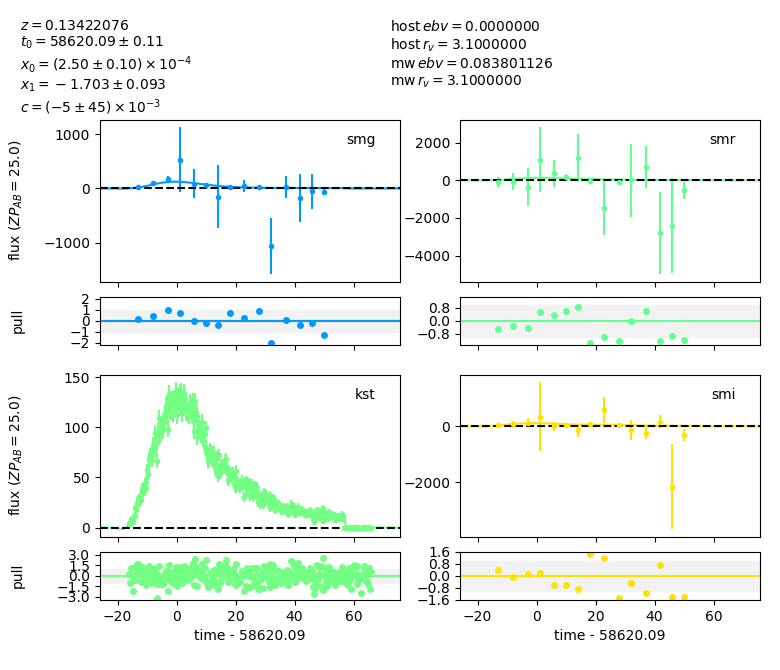 z = 0.13422076
t₀ = 58620.09 ± 0.11
x₀ = (2.50 ± 0.10) × 10⁻⁴
x₁ = −1.703 ± 0.093
c = (−5 ± 45) × 10⁻³
host ebv = 0.0000000
host r_v = 3.1000000
mw ebv = 0.083801126
mw r_v = 3.1000000
smg
1000
0
−1000
flux (ZP_AB = 25.0)
smr
2000
0
−2000
−4000
2
1
0
−1
−2
pull
0.8
0.0
−0.8
kst
150
100
50
0
flux (ZP_AB = 25.0)
smi
0
−2000
3.0
1.5
0.0
−1.5
−3.0
pull
−20 0 20 40 60
time - 58620.09
1.6
0.8
0.0
−0.8
−1.6
−20 0 20 40 60
time - 58620.09